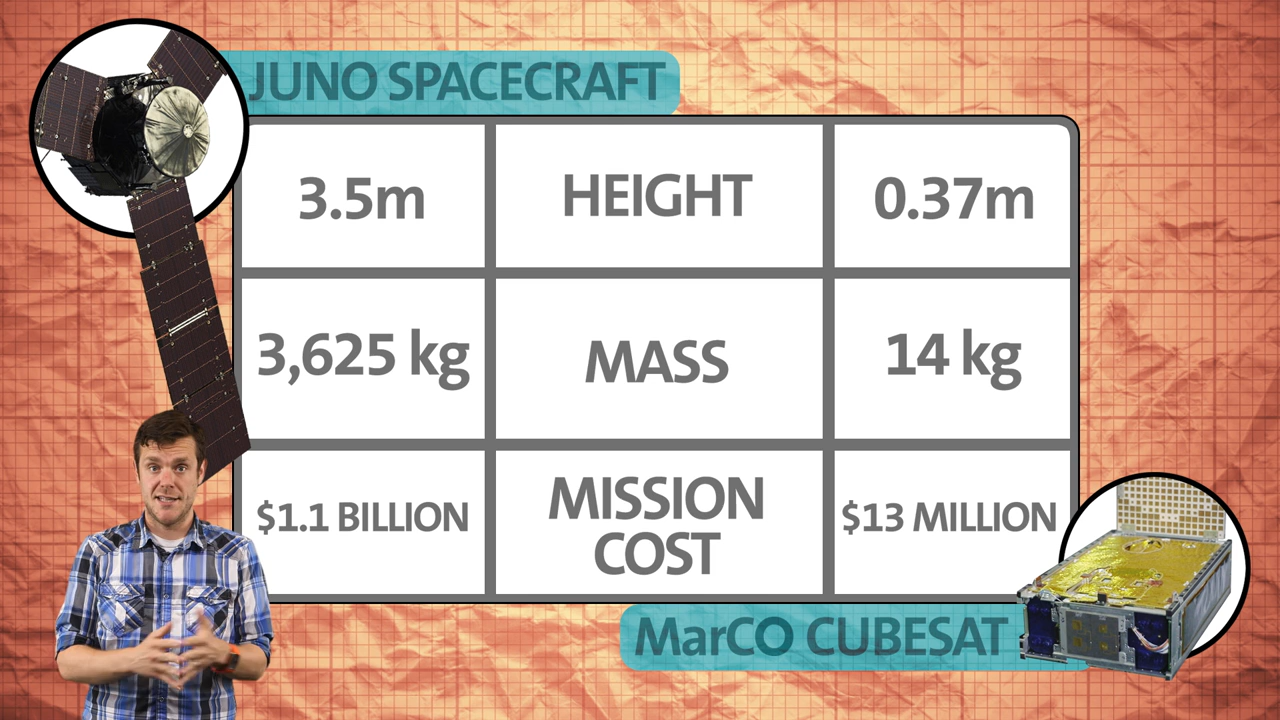 JUNO SPACECRAFT
3.5m HEIGHT 0.37m
3,625 kg MASS 14 kg
$1.1 BILLION MISSION COST $13 MILLION
MarCO CUBESAT